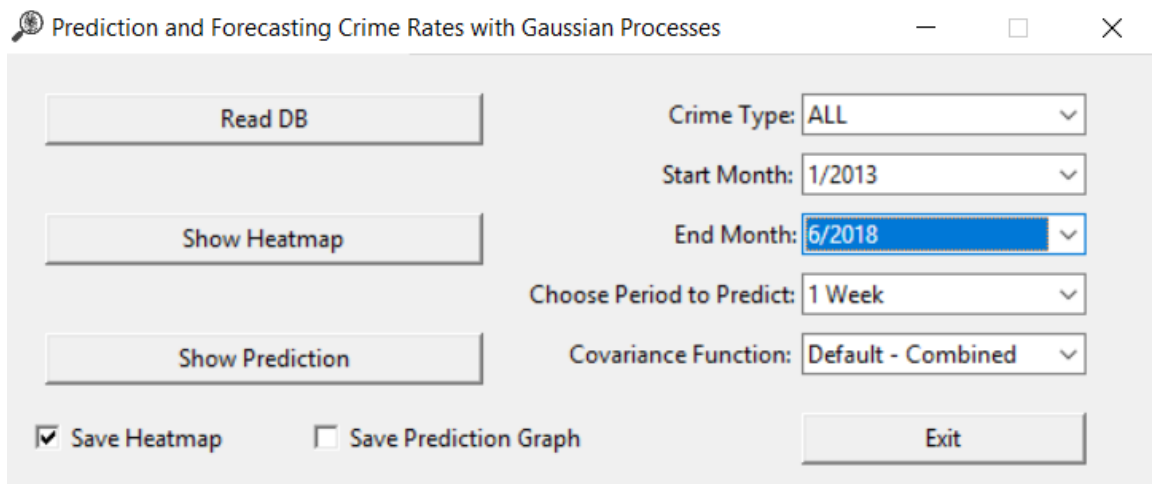 Prediction and Forecasting Crime Rates with Gaussian Processes
Read DB
Crime Type: ALL
Start Month: 1/2013
Show Heatmap
End Month: 6/2018
Choose Period to Predict: 1 Week
Show Prediction
Covariance Function: Default - Combined
Save Heatmap
Save Prediction Graph
Exit